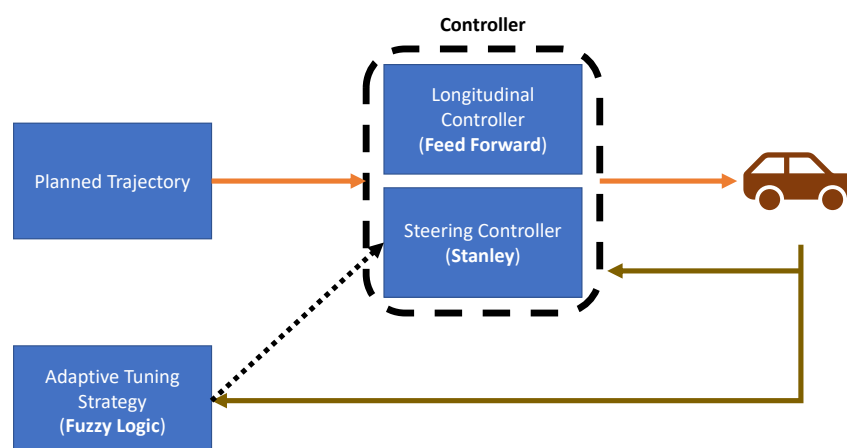 Controller
Longitudinal
Controller
(Feed Forward)
Planned Trajectory
Steering Controller
(Stanley)
Adaptive Tuning
Strategy
(Fuzzy Logic)